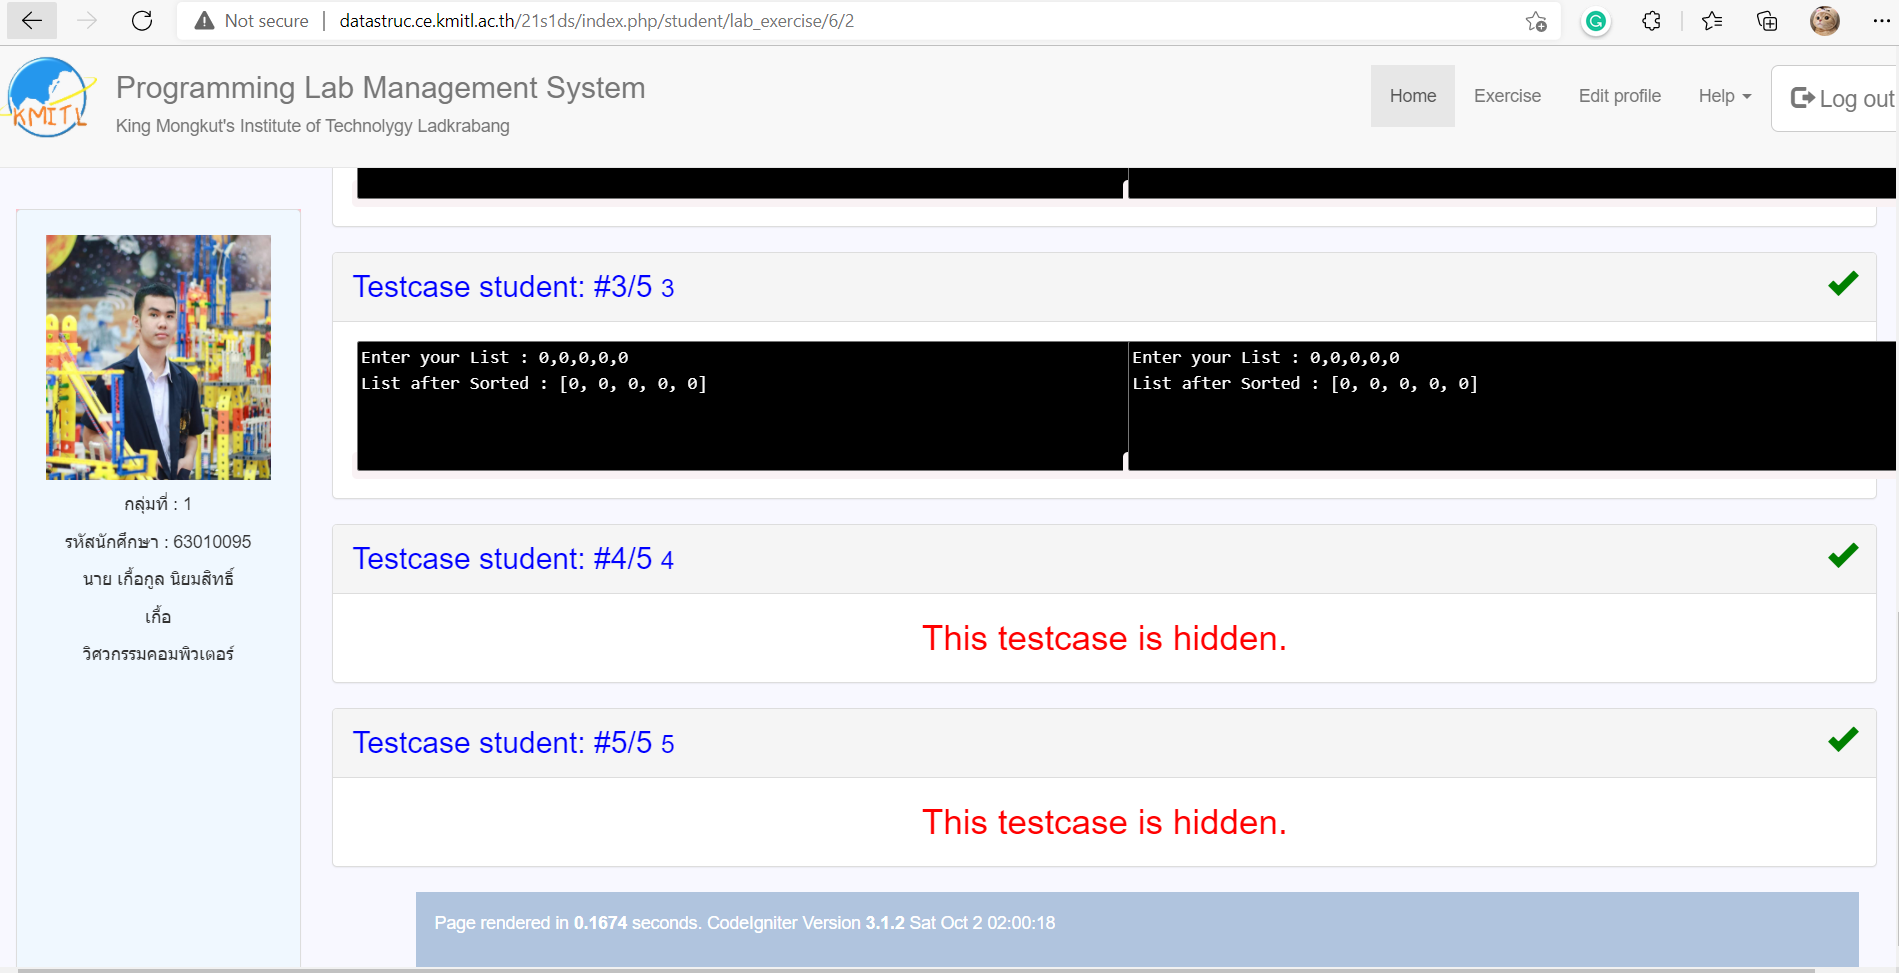 Not secure
datastruc.ce.kmitl.ac.th/21s1ds/index.php/student/lab_exercise/6/2
KMITL
Programming Lab Management System
King Mongkut's Institute of Technolygy Ladkrabang
Home
Exercise
Edit profile
Help
Log out
กลุ่มที่ : 1
รหัสนักศึกษา : 63010095
นาย เกื้อกูล นิยมสิทธิ์
เกื้อ
วิศวกรรมคอมพิวเตอร์
Testcase student: #3/5 3
Enter your List : 0,0,0,0,0
List after Sorted : [0, 0, 0, 0, 0]
Enter your List : 0,0,0,0,0
List after Sorted : [0, 0, 0, 0, 0]
Testcase student: #4/5 4
This testcase is hidden.
Testcase student: #5/5 5
This testcase is hidden.
Page rendered in 0.1674 seconds. CodeIgniter Version 3.1.2 Sat Oct 2 02:00:18